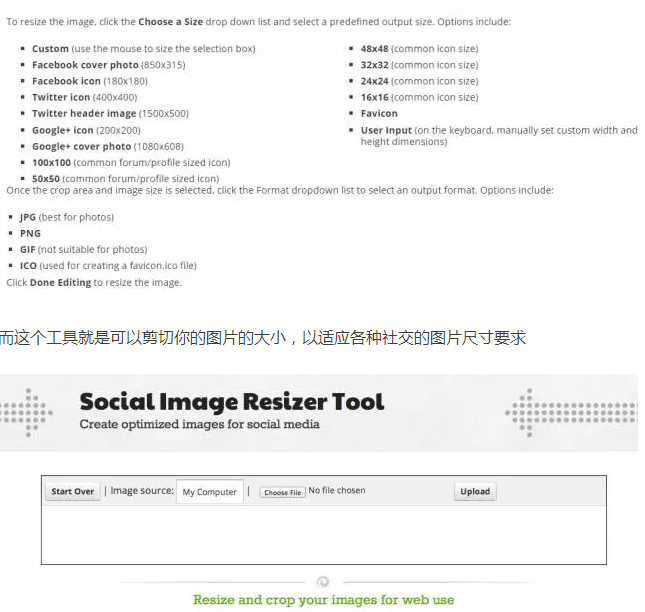 To resize the image, click the Choose a Size drop down list and select a predefined output size. Options include:
Custom (use the mouse to size the selection box)
Facebook cover photo (850x315)
Facebook icon (180x180)
Twitter icon (400x400)
Twitter header image (1500x500)
Google+ icon (200x200)
Google+ cover photo (1080x608)
100x100 (common forum/profile sized icon)
50x50 (common forum/profile sized icon)
48x48 (common icon size)
32x32 (common icon size)
24x24 (common icon size)
16x16 (common icon size)
Favicon
User Input (on the keyboard, manually set custom width and
height dimensions)
Once the crop area and image size is selected, click the Format dropdown list to select an output format. Options include:
JPG (best for photos)
PNG
GIF (not suitable for photos)
ICO (used for creating a favicon.ico file)
Click Done Editing to resize the image.
而这个工具就是可以剪切你的图片的大小，以适应各种社交的图片尺寸要求
Social Image Resizer Tool
Create optimized images for social media
Start Over | Image source: My Computer | Choose File No file chosen Upload
Resize and crop your images for web use